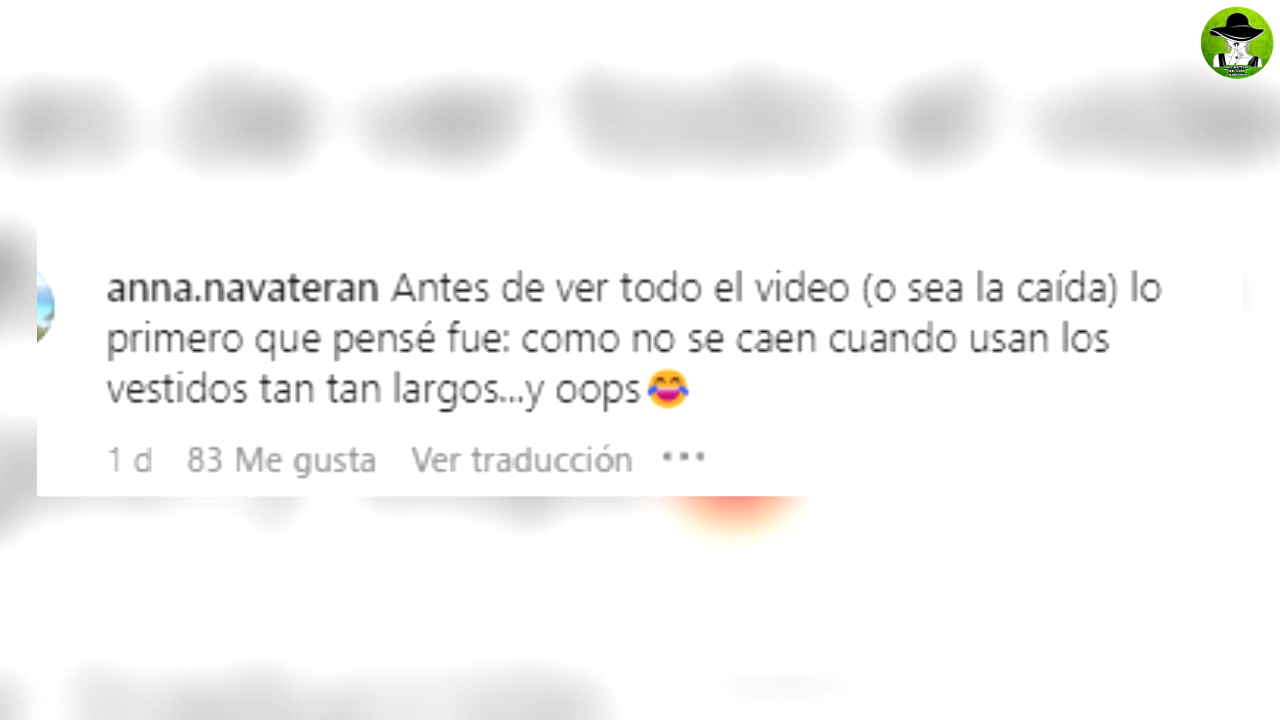 anna.navateran Antes de ver todo el video (o sea la caída) lo
primero que pensé fue: como no se caen cuando usan los
vestidos tan tan largos...y oops😂
1 d 83 Me gusta Ver traducción •••